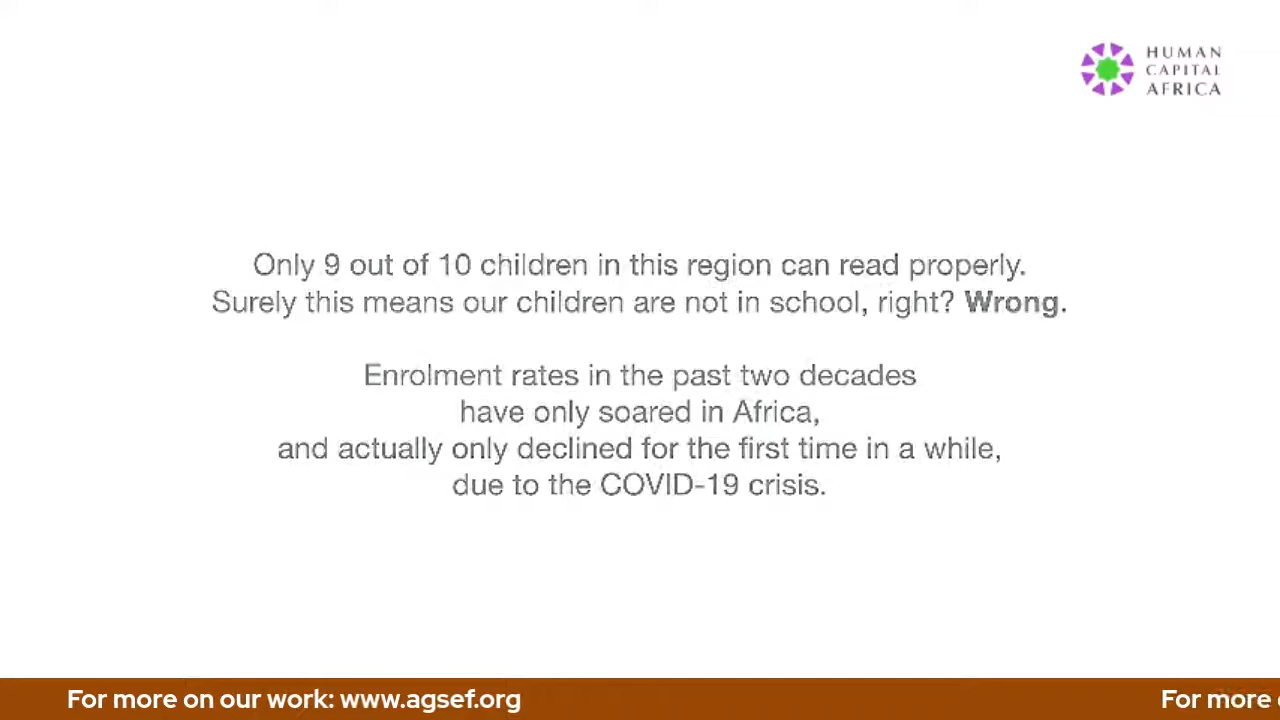 HUMAN
CAPITAL
AFRICA
Only 9 out of 10 children in this region can read properly.
Surely this means our children are not in school, right? Wrong.
Enrolment rates in the past two decades
have only soared in Africa,
and actually only declined for the first time in a while,
due to the COVID-19 crisis.
For more on our work: www.agsef.org
For more